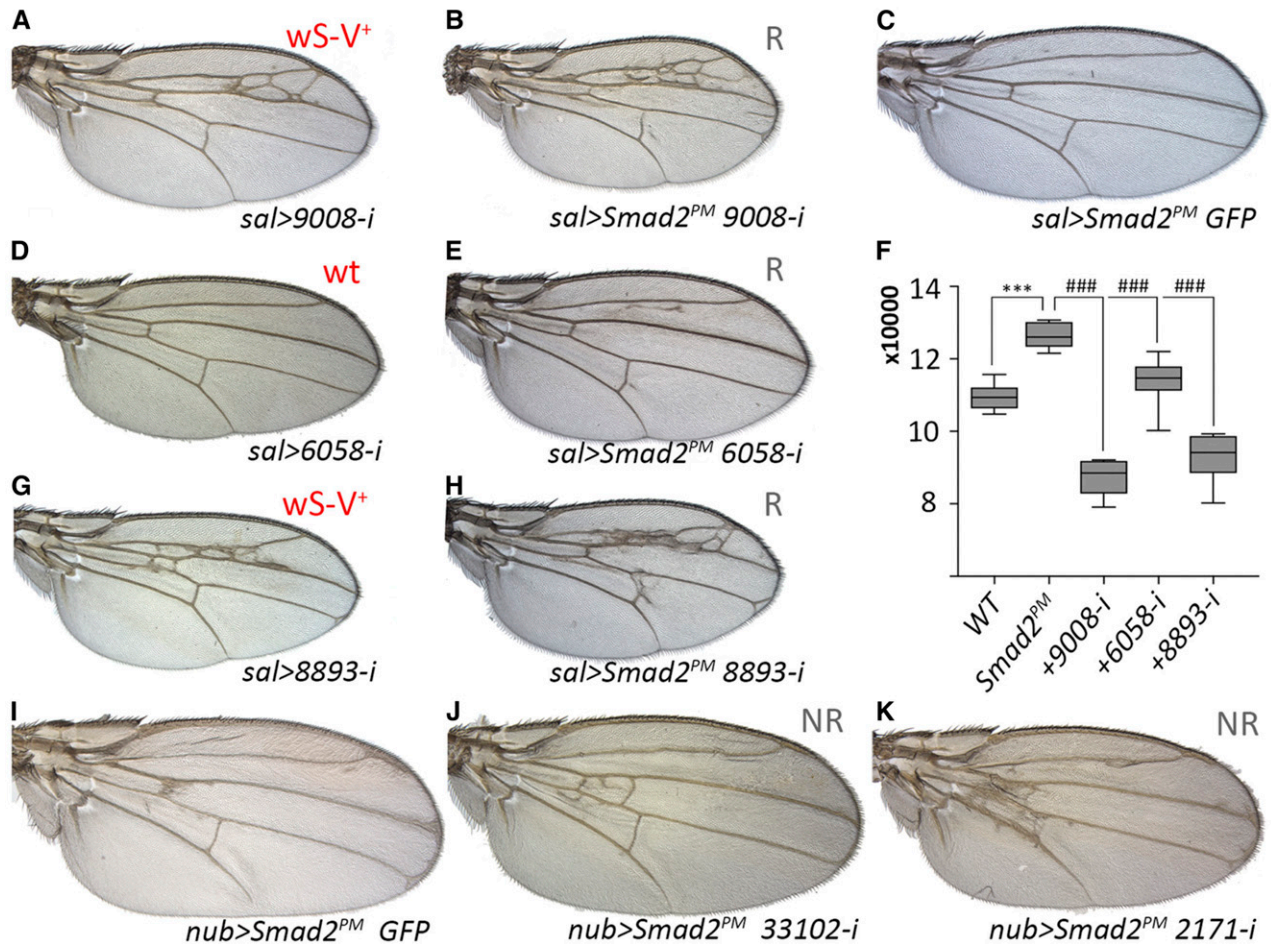 A
wS-V⁺
sal>9008-i
B
R
sal>Smad2ᴾᴹ 9008-i
C
sal>Smad2ᴾᴹ GFP
D
wt
sal>6058-i
E
R
sal>Smad2ᴾᴹ 6058-i
F
x10000
14
12
10
8
*** ### ### ###
WT
Smad2ᴾᴹ
+9008-i
+6058-i
+8893-i
G
wS-V⁺
sal>8893-i
H
R
sal>Smad2ᴾᴹ 8893-i
I
nub>Smad2ᴾᴹ GFP
J
NR
nub>Smad2ᴾᴹ 33102-i
K
NR
nub>Smad2ᴾᴹ 2171-i